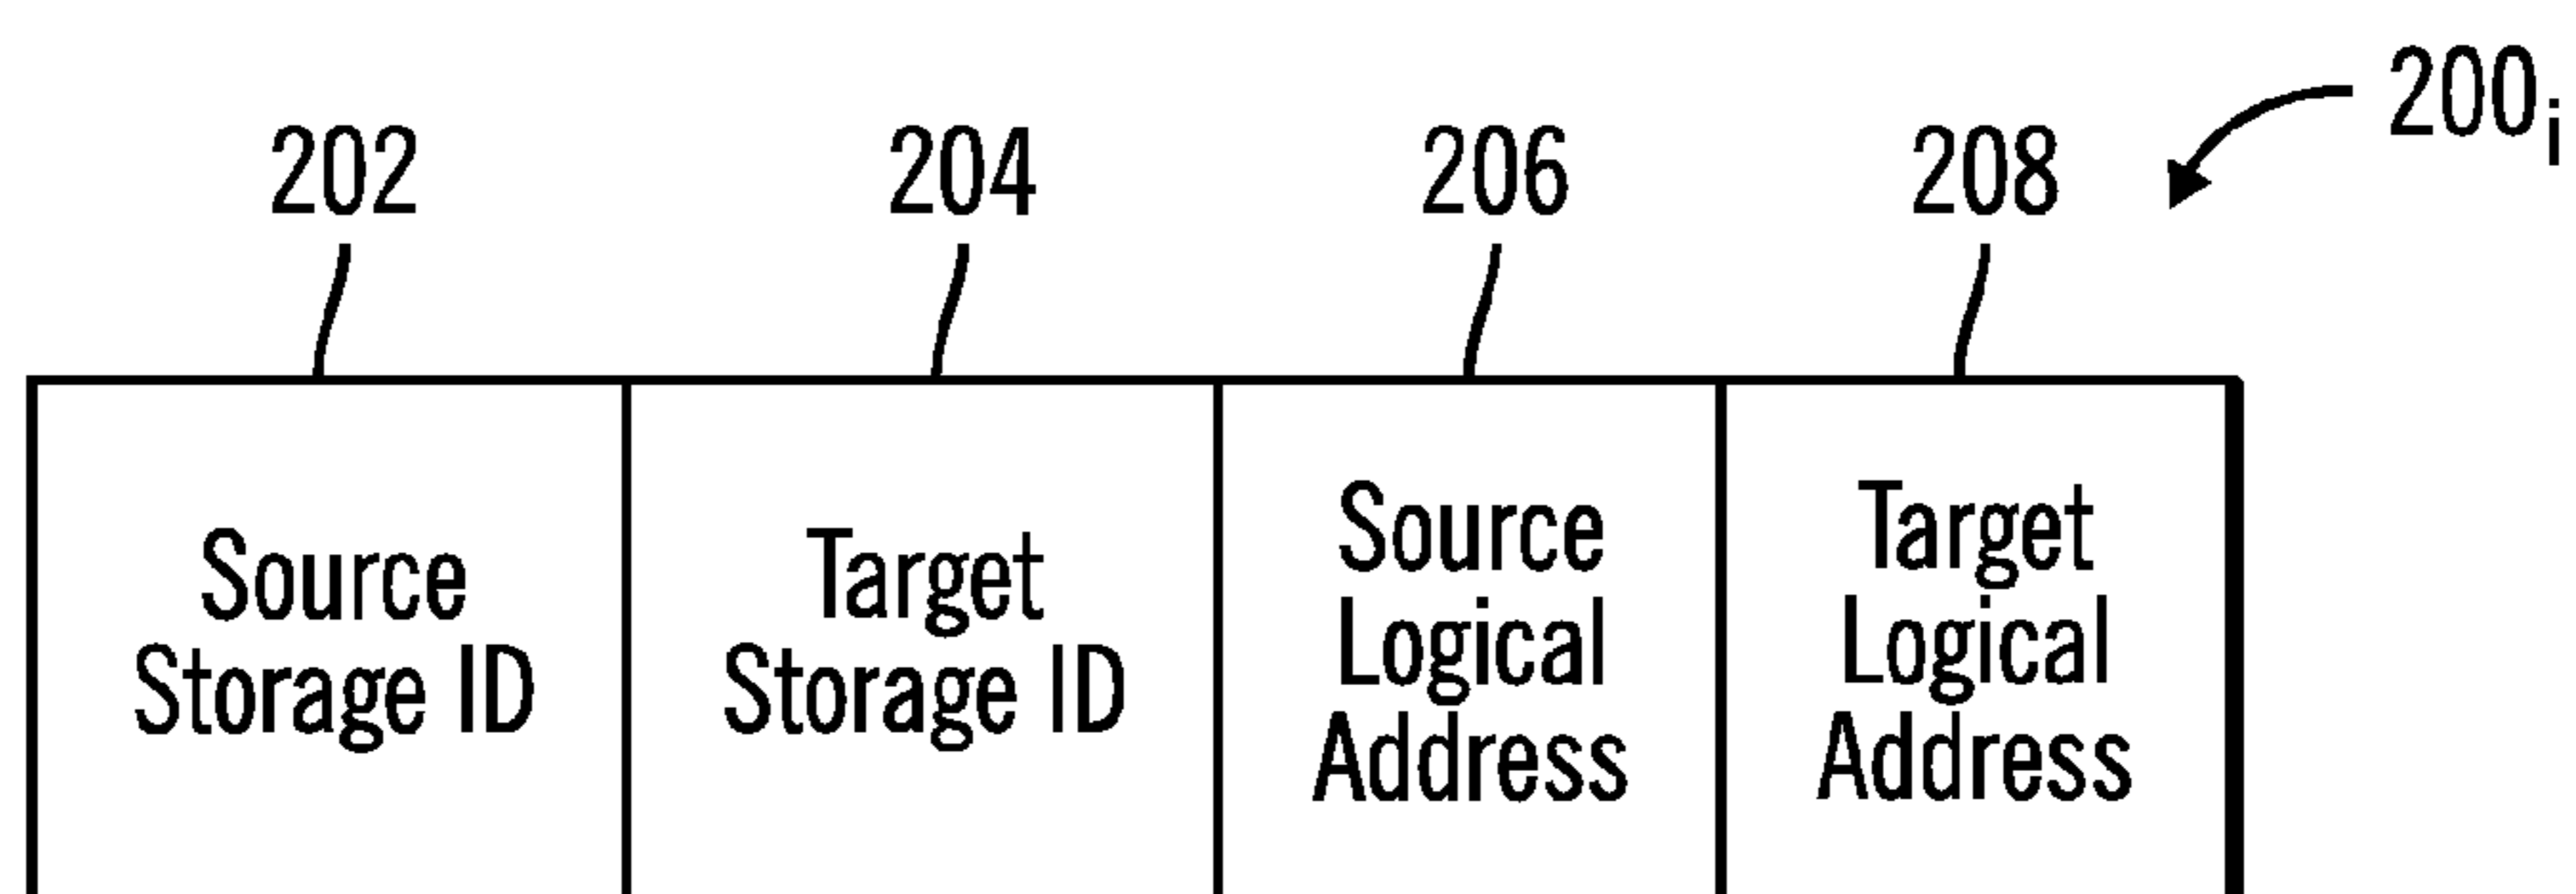 200i
202
204
206
208
Source
Storage ID
Target
Storage ID
Source
Logical
Address
Target
Logical
Address